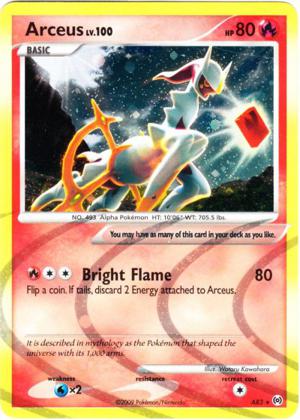 Arceus LV.100 HP 80
BASIC
NO. 493 Alpha Pokémon HT: 10'06" WT: 705.5 lbs.
You may have as many of this card in your deck as you like.
Bright Flame 80
Flip a coin. If tails, discard 2 Energy attached to Arceus.
It is described in mythology as the Pokémon that shaped the
universe with its 1,000 arms.
Illus. Wataru Kawahara
weakness resistance retreat cost
×2
©2009 Pokémon/Nintendo
AR3